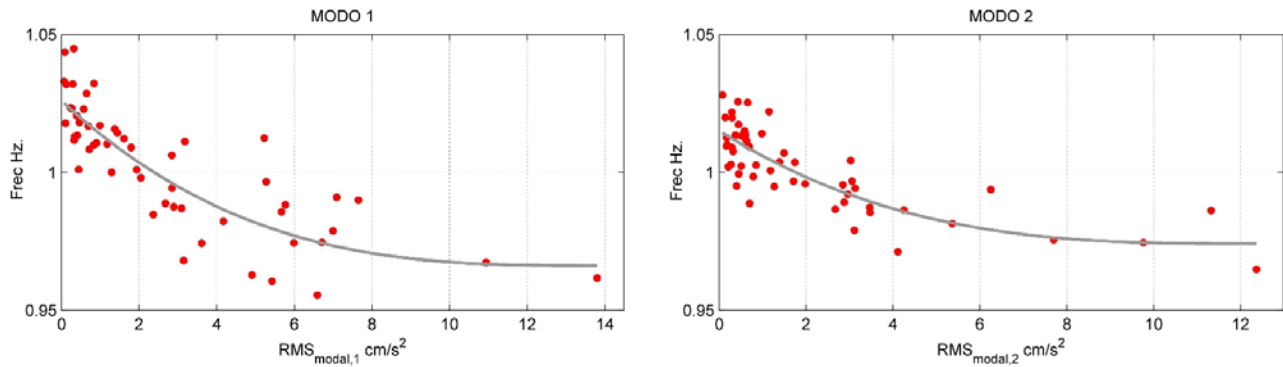 MODO 1
1.05
1
0.95
Frec Hz.
0 2 4 6 8 10 12 14
RMS_modal,1 cm/s²
MODO 2
1.05
1
0.95
Frec Hz.
0 2 4 6 8 10 12
RMS_modal,2 cm/s²